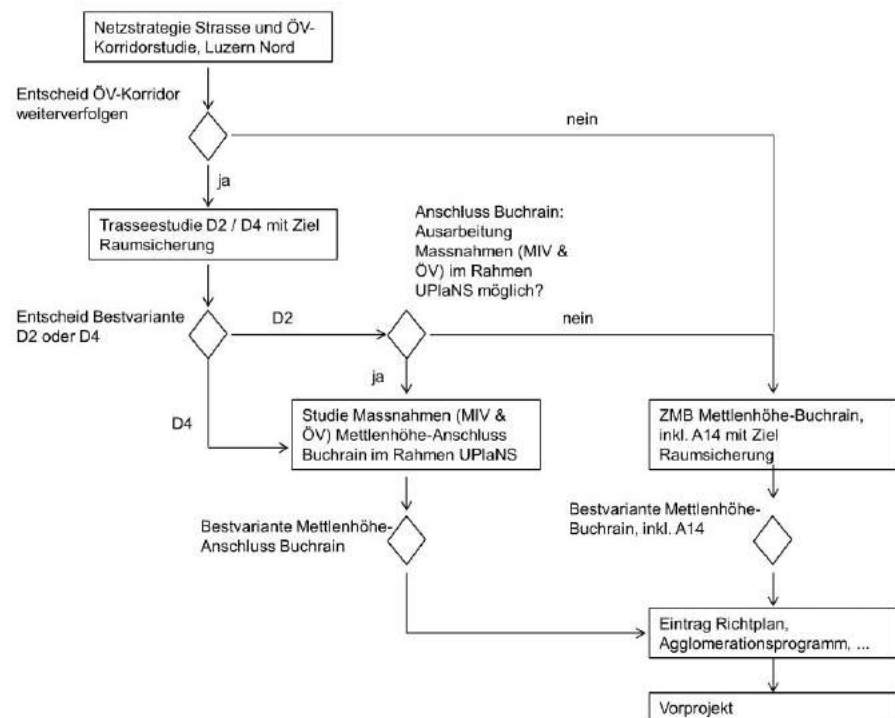 Netzstrategie Strasse und ÖV-
Korridorstudie, Luzern Nord
Entscheid ÖV-Korridor
weiterverfolgen
nein
ja
Trasseestudie D2 / D4 mit Ziel
Raumsicherung
Anschluss Buchrain:
Ausarbeitung
Massnahmen (MIV &
ÖV) im Rahmen
UPlaNS möglich?
Entscheid Bestvariante
D2 oder D4
D2
nein
ja
D4
Studie Massnahmen (MIV &
ÖV) Mettlenhöhe-Anschluss
Buchrain im Rahmen UPlaNS
ZMB Mettlenhöhe-Buchrain,
inkl. A14 mit Ziel
Raumsicherung
Bestvariante Mettlenhöhe-
Anschluss Buchrain
Bestvariante Mettlenhöhe-
Buchrain, inkl. A14
Eintrag Richtplan,
Agglomerationsprogramm, ...
Vorprojekt